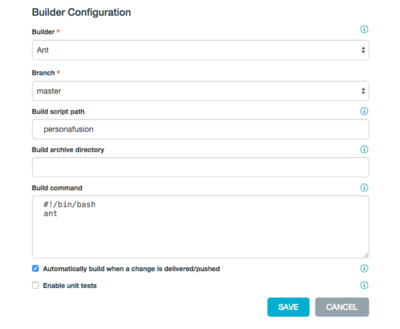 Builder Configuration
Builder *
Ant
Branch *
master
Build script path
personafusion
Build archive directory
Build command
#!/bin/bash
ant
Automatically build when a change is delivered/pushed
Enable unit tests
SAVE CANCEL